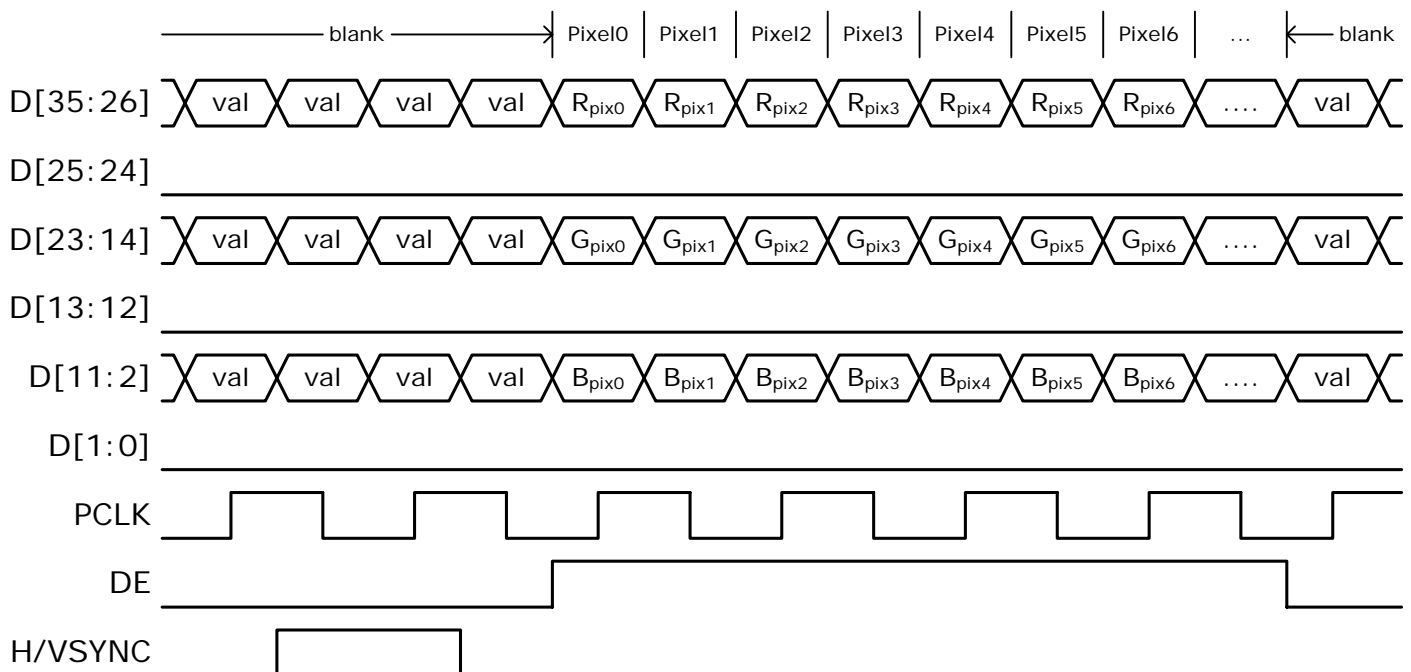 blank Pixel0 Pixel1 Pixel2 Pixel3 Pixel4 Pixel5 Pixel6 ... blank
D[35:26] val val val val Rpix0 Rpix1 Rpix2 Rpix3 Rpix4 Rpix5 Rpix6 .... val
D[25:24]
D[23:14] val val val val Gpix0 Gpix1 Gpix2 Gpix3 Gpix4 Gpix5 Gpix6 .... val
D[13:12]
D[11:2] val val val val Bpix0 Bpix1 Bpix2 Bpix3 Bpix4 Bpix5 Bpix6 .... val
D[1:0]
PCLK
DE
H/VSYNC